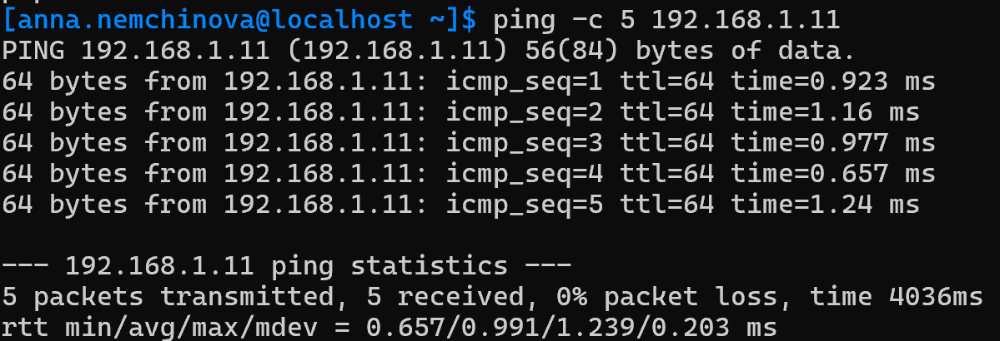 [anna.nemchinova@localhost ~]$ ping -c 5 192.168.1.11
PING 192.168.1.11 (192.168.1.11) 56(84) bytes of data.
64 bytes from 192.168.1.11: icmp_seq=1 ttl=64 time=0.923 ms
64 bytes from 192.168.1.11: icmp_seq=2 ttl=64 time=1.16 ms
64 bytes from 192.168.1.11: icmp_seq=3 ttl=64 time=0.977 ms
64 bytes from 192.168.1.11: icmp_seq=4 ttl=64 time=0.657 ms
64 bytes from 192.168.1.11: icmp_seq=5 ttl=64 time=1.24 ms

--- 192.168.1.11 ping statistics ---
5 packets transmitted, 5 received, 0% packet loss, time 4036ms
rtt min/avg/max/mdev = 0.657/0.991/1.239/0.203 ms